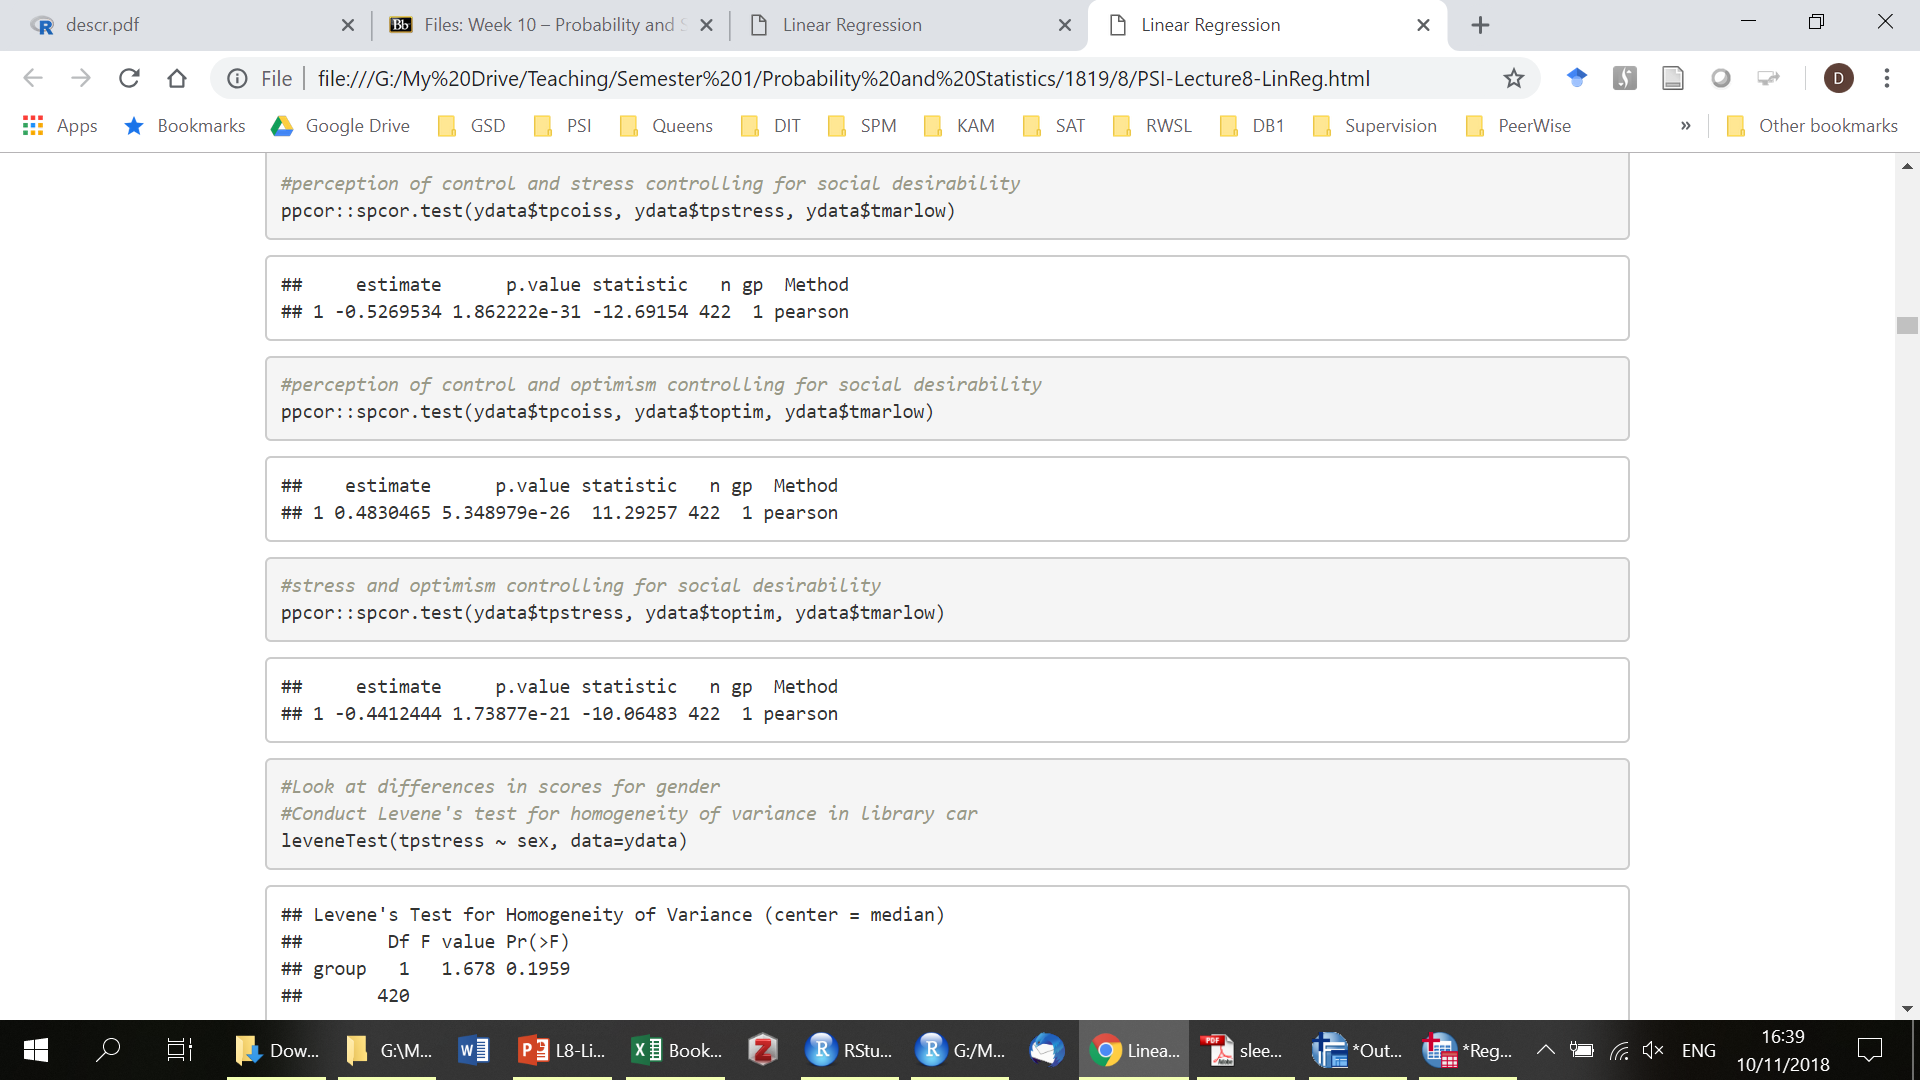 descr.pdf
Files: Week 10 – Probability and S
Linear Regression
Linear Regression
File
file:///G:/My%20Drive/Teaching/Semester%201/Probability%20and%20Statistics/1819/8/PSI-Lecture8-LinReg.html
D
Apps Bookmarks Google Drive GSD PSI Queens DIT SPM KAM SAT RWSL DB1 Supervision PeerWise » Other bookmarks
#perception of control and stress controlling for social desirability
ppcor::spcor.test(ydata$tpcoiss, ydata$tpstress, ydata$tmarlow)
##     estimate      p.value statistic   n gp  Method
## 1 -0.5269534 1.862222e-31 -12.69154 422  1 pearson
#perception of control and optimism controlling for social desirability
ppcor::spcor.test(ydata$tpcoiss, ydata$toptim, ydata$tmarlow)
##    estimate      p.value statistic   n gp  Method
## 1 0.4830465 5.348979e-26  11.29257 422  1 pearson
#stress and optimism controlling for social desirability
ppcor::spcor.test(ydata$tpstress, ydata$toptim, ydata$tmarlow)
##     estimate     p.value statistic   n gp  Method
## 1 -0.4412444 1.73877e-21 -10.06483 422  1 pearson
#Look at differences in scores for gender
#Conduct Levene's test for homogeneity of variance in library car
leveneTest(tpstress ~ sex, data=ydata)
## Levene's Test for Homogeneity of Variance (center = median)
##        Df F value Pr(>F)
## group   1   1.678 0.1959
##       420
Dow... G:\M... L8-Li... Book... RStu... G:/M... Linea... slee... *Out... *Reg... ENG
16:39
10/11/2018